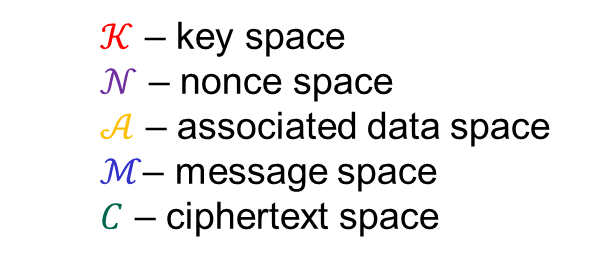 𝒦 – key space
𝒩 – nonce space
𝒜 – associated data space
ℳ– message space
𝐶 – ciphertext space